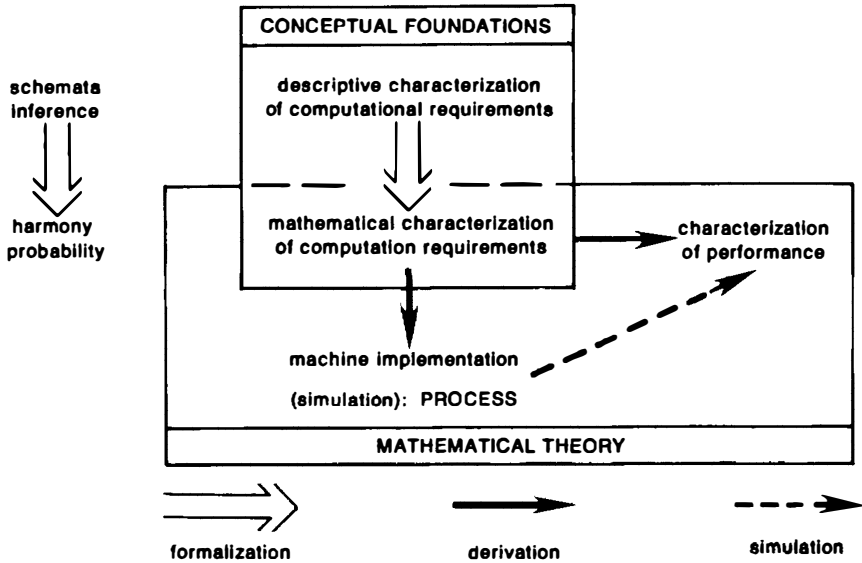 CONCEPTUAL FOUNDATIONS
schemata
inference
descriptive characterization
of computational requirements
harmony
probability
mathematical characterization
of computation requirements
characterization
of performance
machine implementation
(simulation): PROCESS
MATHEMATICAL THEORY
formalization
derivation
simulation